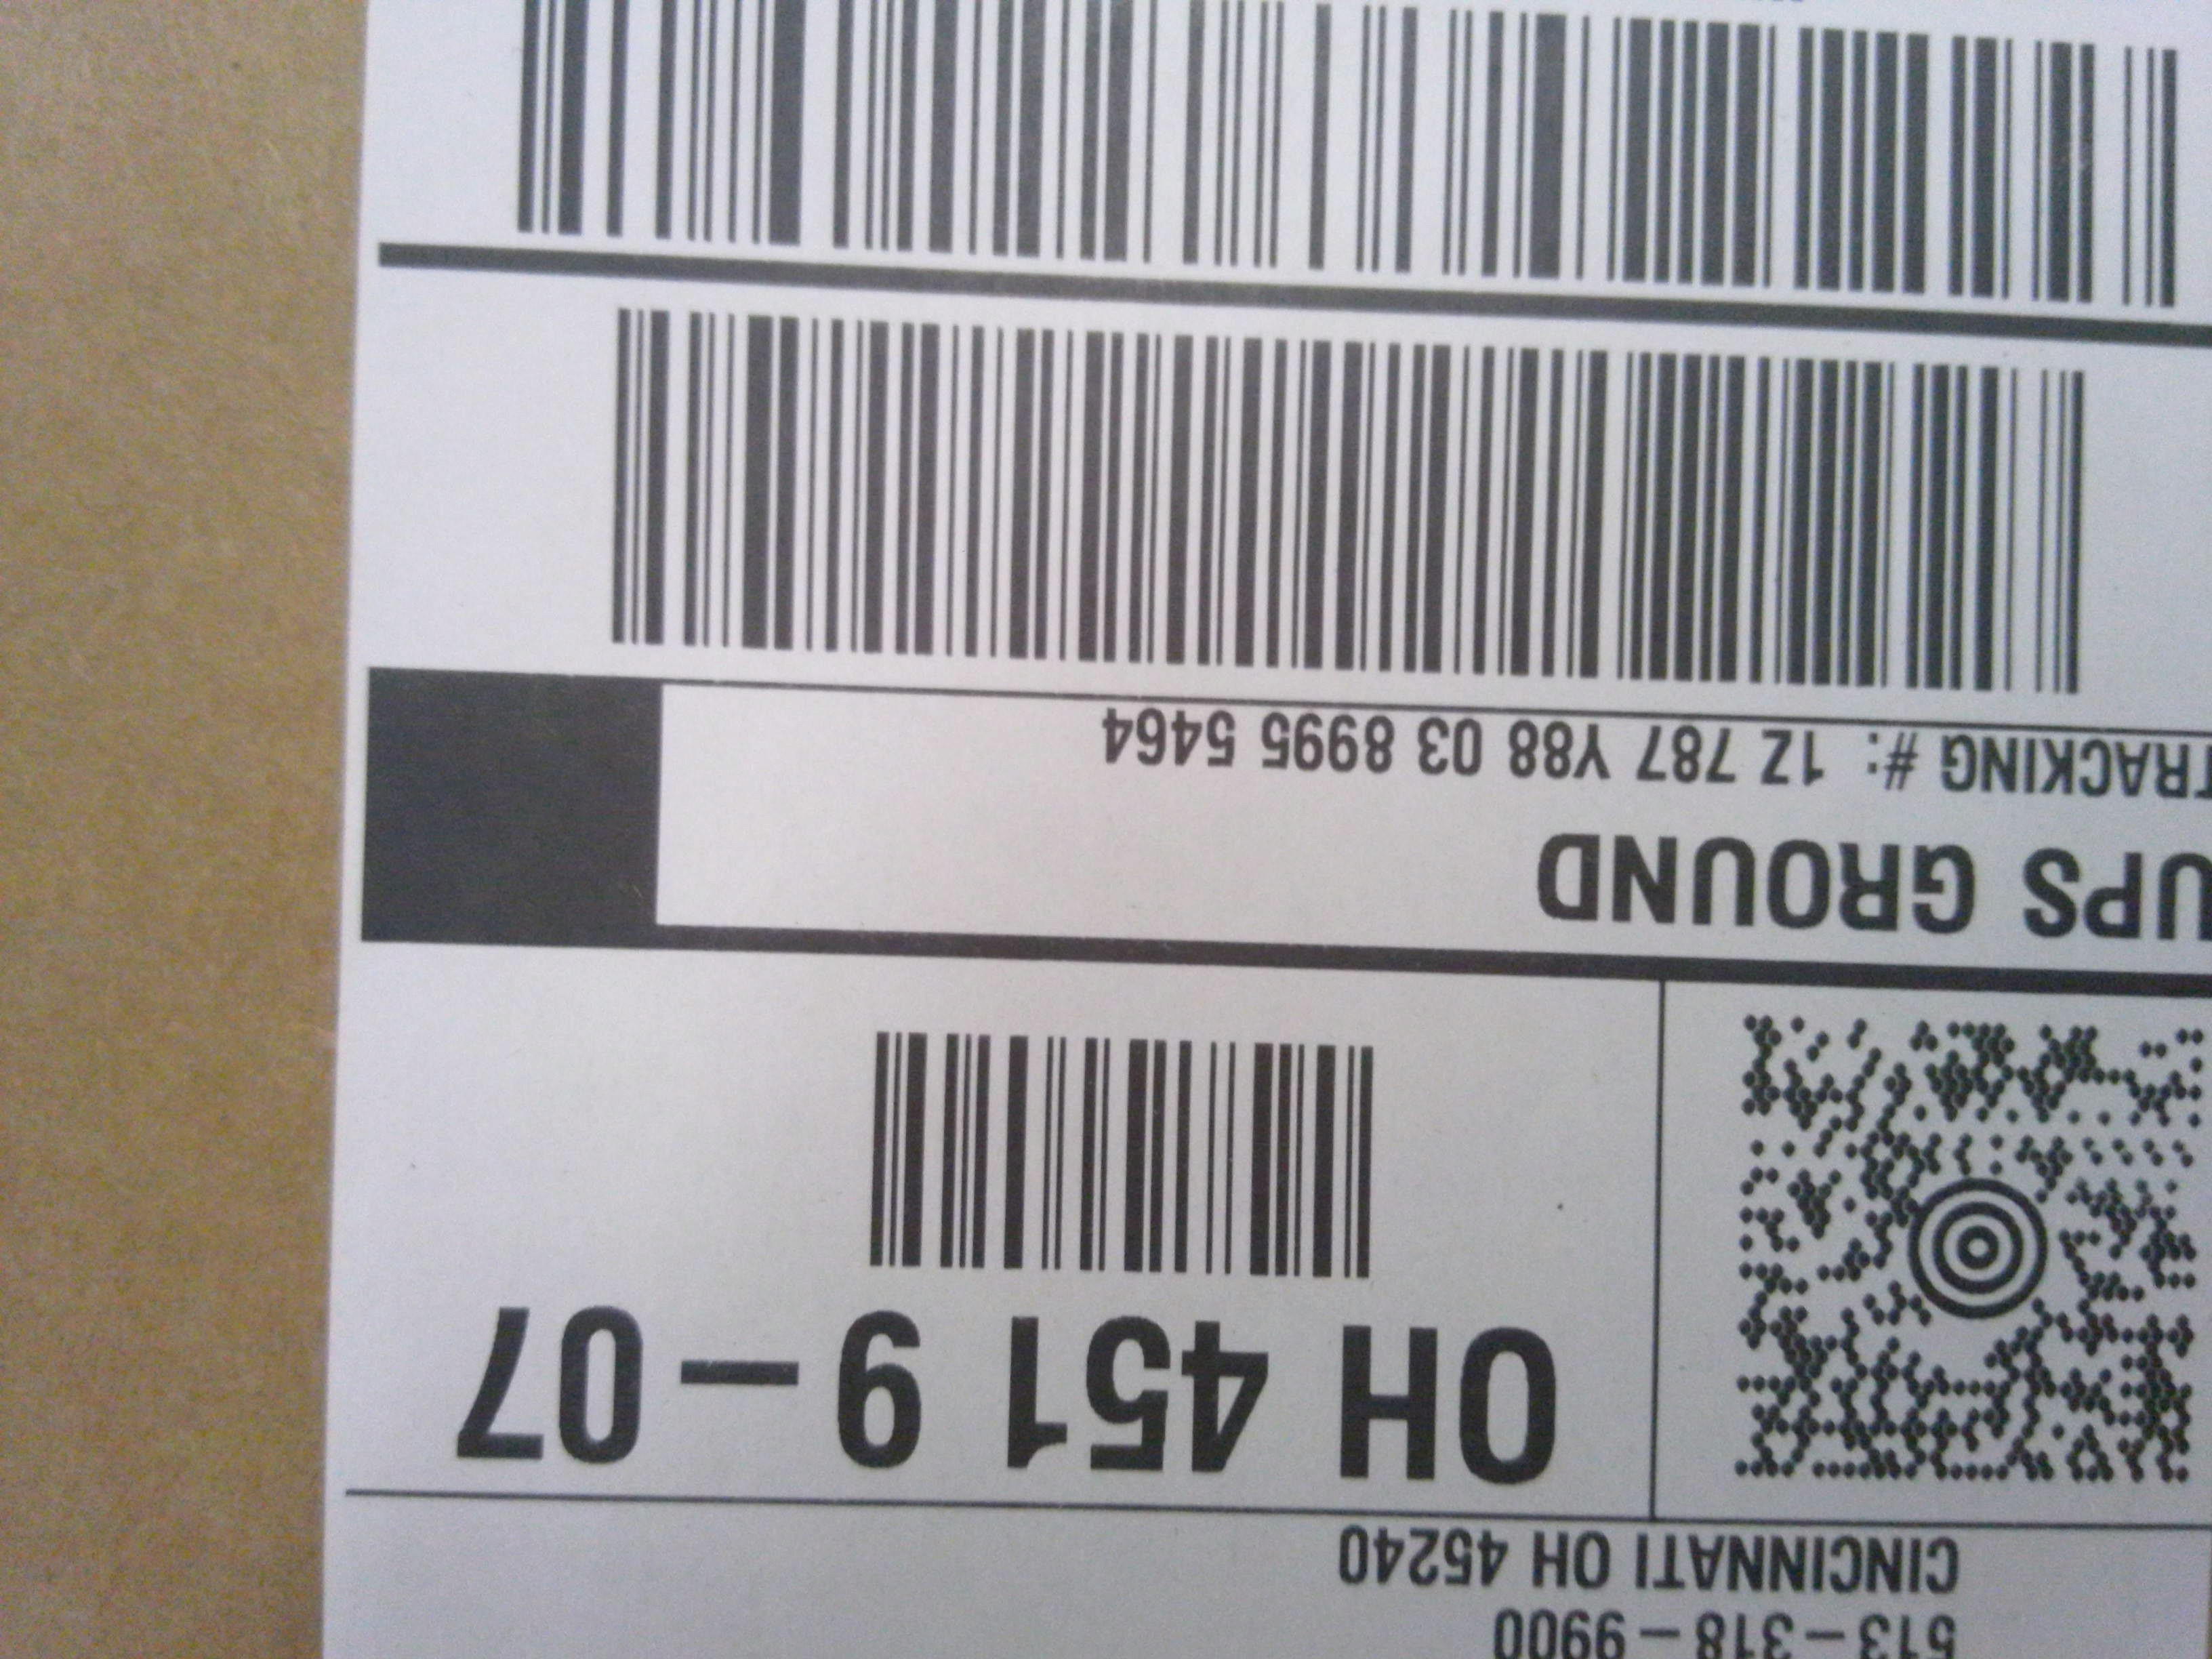 513-318-9900
CINCINNATI OH 45240
OH 451 9-07
UPS GROUND
TRACKING #: 1Z 787 Y88 03 8995 5464